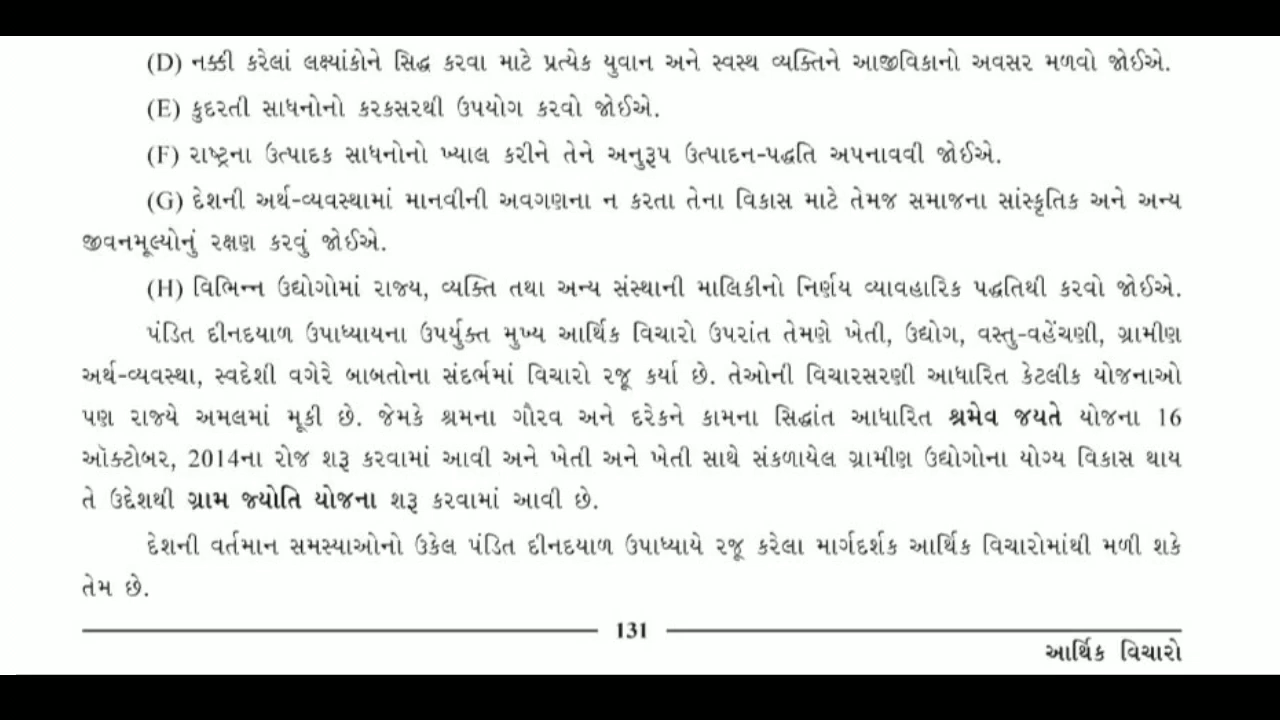 (D) નક્કી કરેલાં લક્ષ્યાંકોને સિદ્ધ કરવા માટે પ્રત્યેક યુવાન અને સ્વસ્થ વ્યક્તિને આજીવિકાનો અવસર મળવો જોઈએ.
(E) કુદરતી સાધનોનો કરકસરથી ઉપયોગ કરવો જોઈએ.
(F) રાષ્ટ્રના ઉત્પાદક સાધનોનો ખ્યાલ કરીને તેને અનુરૂપ ઉત્પાદન-પદ્ધતિ અપનાવવી જોઈએ.
(G) દેશની અર્થ-વ્યવસ્થામાં માનવીની અવગણના ન કરતા તેના વિકાસ માટે તેમજ સમાજના સાંસ્કૃતિક અને અન્ય
જીવનમૂલ્યોનું રક્ષણ કરવું જોઈએ.
(H) વિભિન્ન ઉદ્યોગોમાં રાજ્ય, વ્યક્તિ તથા અન્ય સંસ્થાની માલિકીનો નિર્ણય વ્યાવહારિક પદ્ધતિથી કરવો જોઈએ.
પંડિત દીનદયાળ ઉપાધ્યાયના ઉપર્યુક્ત મુખ્ય આર્થિક વિચારો ઉપરાંત તેમણે ખેતી, ઉદ્યોગ, વસ્તુ-વહેંચણી, ગ્રામીણ
અર્થ-વ્યવસ્થા, સ્વદેશી વગેરે બાબતોના સંદર્ભમાં વિચારો રજૂ કર્યા છે. તેઓની વિચારસરણી આધારિત કેટલીક યોજનાઓ
પણ રાજ્યે અમલમાં મૂકી છે. જેમકે શ્રમના ગૌરવ અને દરેકને કામના સિદ્ધાંત આધારિત શ્રમેવ જયતે યોજના 16
ઑક્ટોબર, 2014ના રોજ શરૂ કરવામાં આવી અને ખેતી અને ખેતી સાથે સંકળાયેલ ગ્રામીણ ઉદ્યોગોના યોગ્ય વિકાસ થાય
તે ઉદ્દેશથી ગ્રામ જ્યોતિ યોજના શરૂ કરવામાં આવી છે.
દેશની વર્તમાન સમસ્યાઓનો ઉકેલ પંડિત દીનદયાળ ઉપાધ્યાયે રજૂ કરેલા માર્ગદર્શક આર્થિક વિચારોમાંથી મળી શકે
તેમ છે.
131
આર્થિક વિચારો